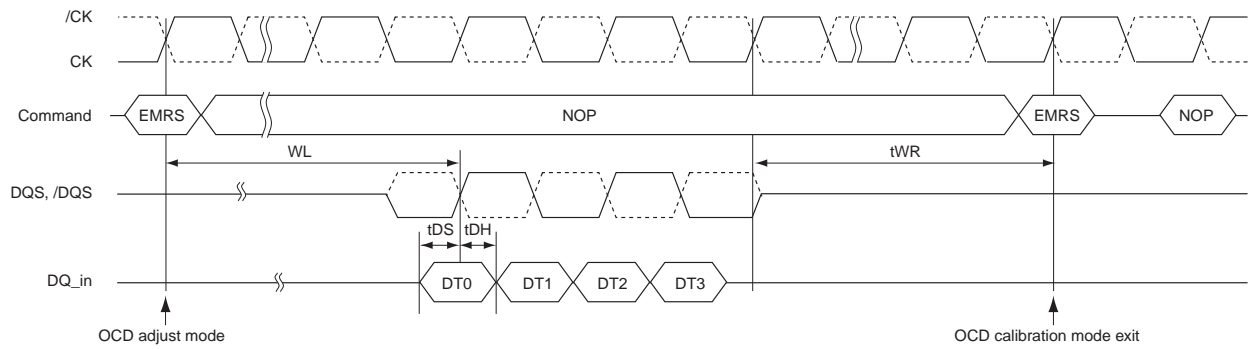 /CK
CK
Command
EMRS
NOP
EMRS
NOP
WL
tWR
DQS, /DQS
tDS
tDH
DQ_in
DT0
DT1
DT2
DT3
OCD adjust mode
OCD calibration mode exit